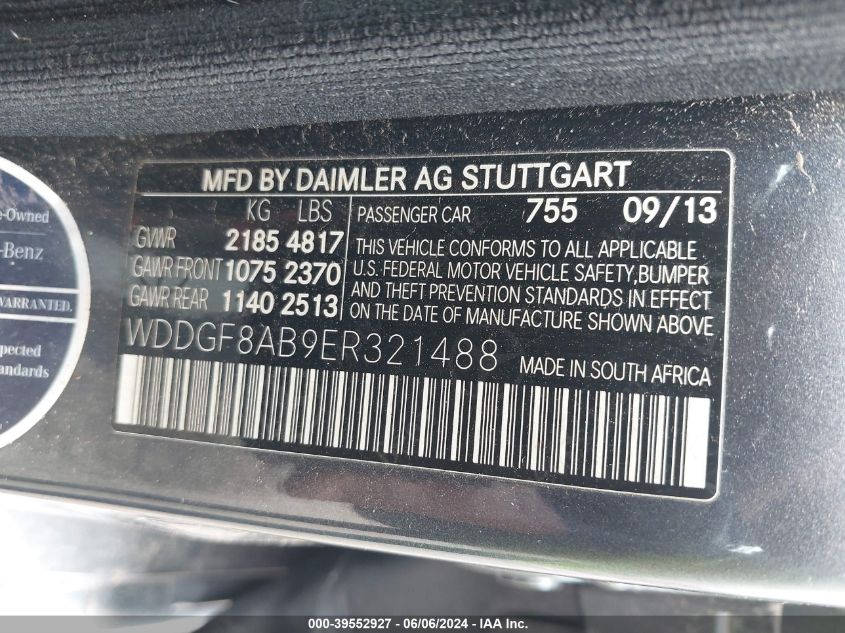 MFD BY DAIMLER AG STUTTGART
KG LBS
GVWR 2185 4817
GAWR FRONT 1075 2370
GAWR REAR 1140 2513
PASSENGER CAR 755 09/13
THIS VEHICLE CONFORMS TO ALL APPLICABLE
U.S. FEDERAL MOTOR VEHICLE SAFETY, BUMPER
AND THEFT PREVENTION STANDARDS IN EFFECT
ON THE DATE OF MANUFACTURE SHOWN ABOVE
WDDGF8AB9ER321488 MADE IN SOUTH AFRICA
-Owned
-Benz
WARRANTED.
pected
tandards
000-39552927 - 06/06/2024 - IAA Inc.